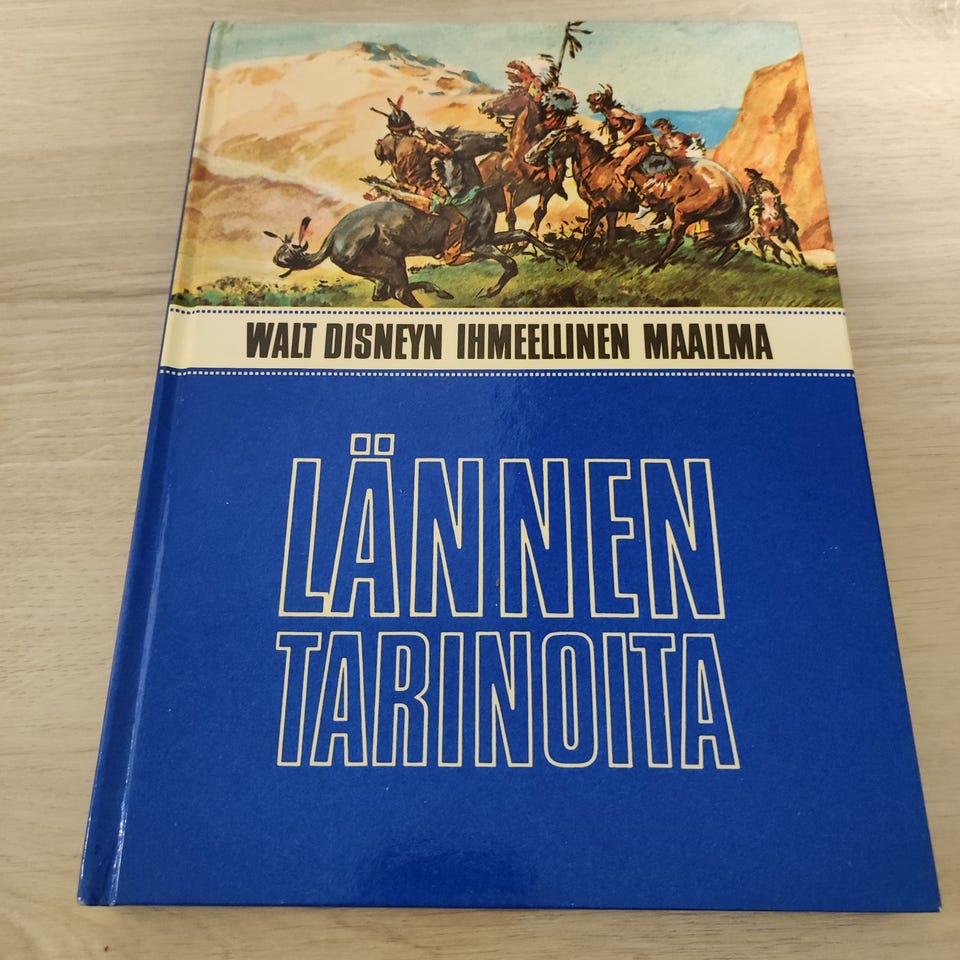 WALT DISNEYN IHMEELLINEN MAAILMA
LÄNNEN
TARINOITA